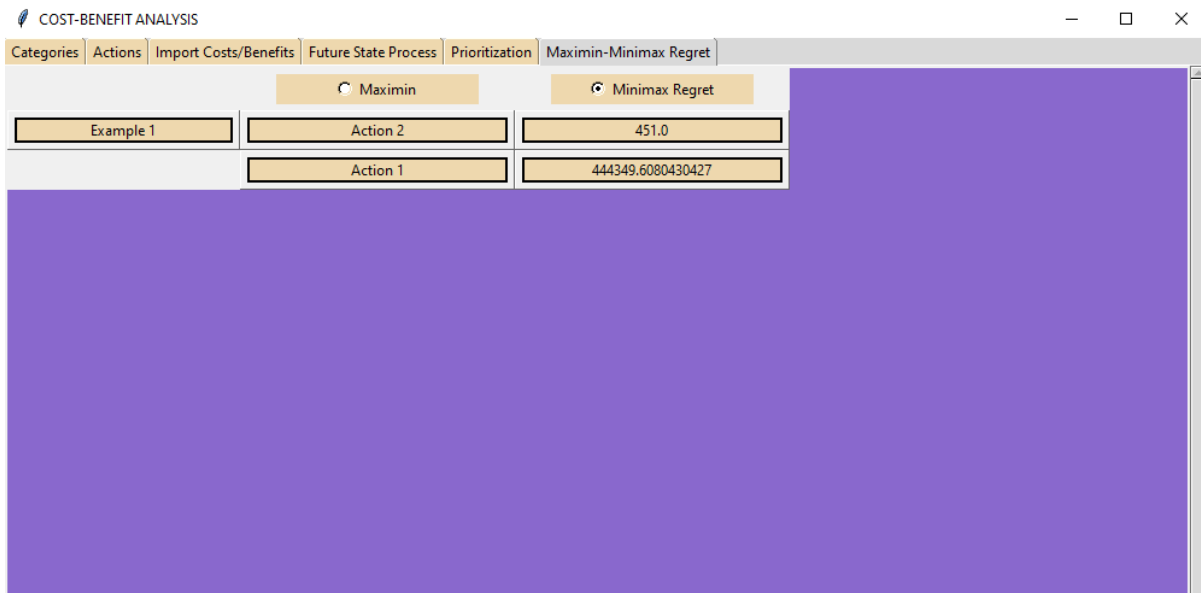 COST-BENEFIT ANALYSIS
Categories Actions Import Costs/Benefits Future State Process Prioritization Maximin-Minimax Regret
Maximin Minimax Regret
Example 1 Action 2 451.0
Action 1 444349.6080430427